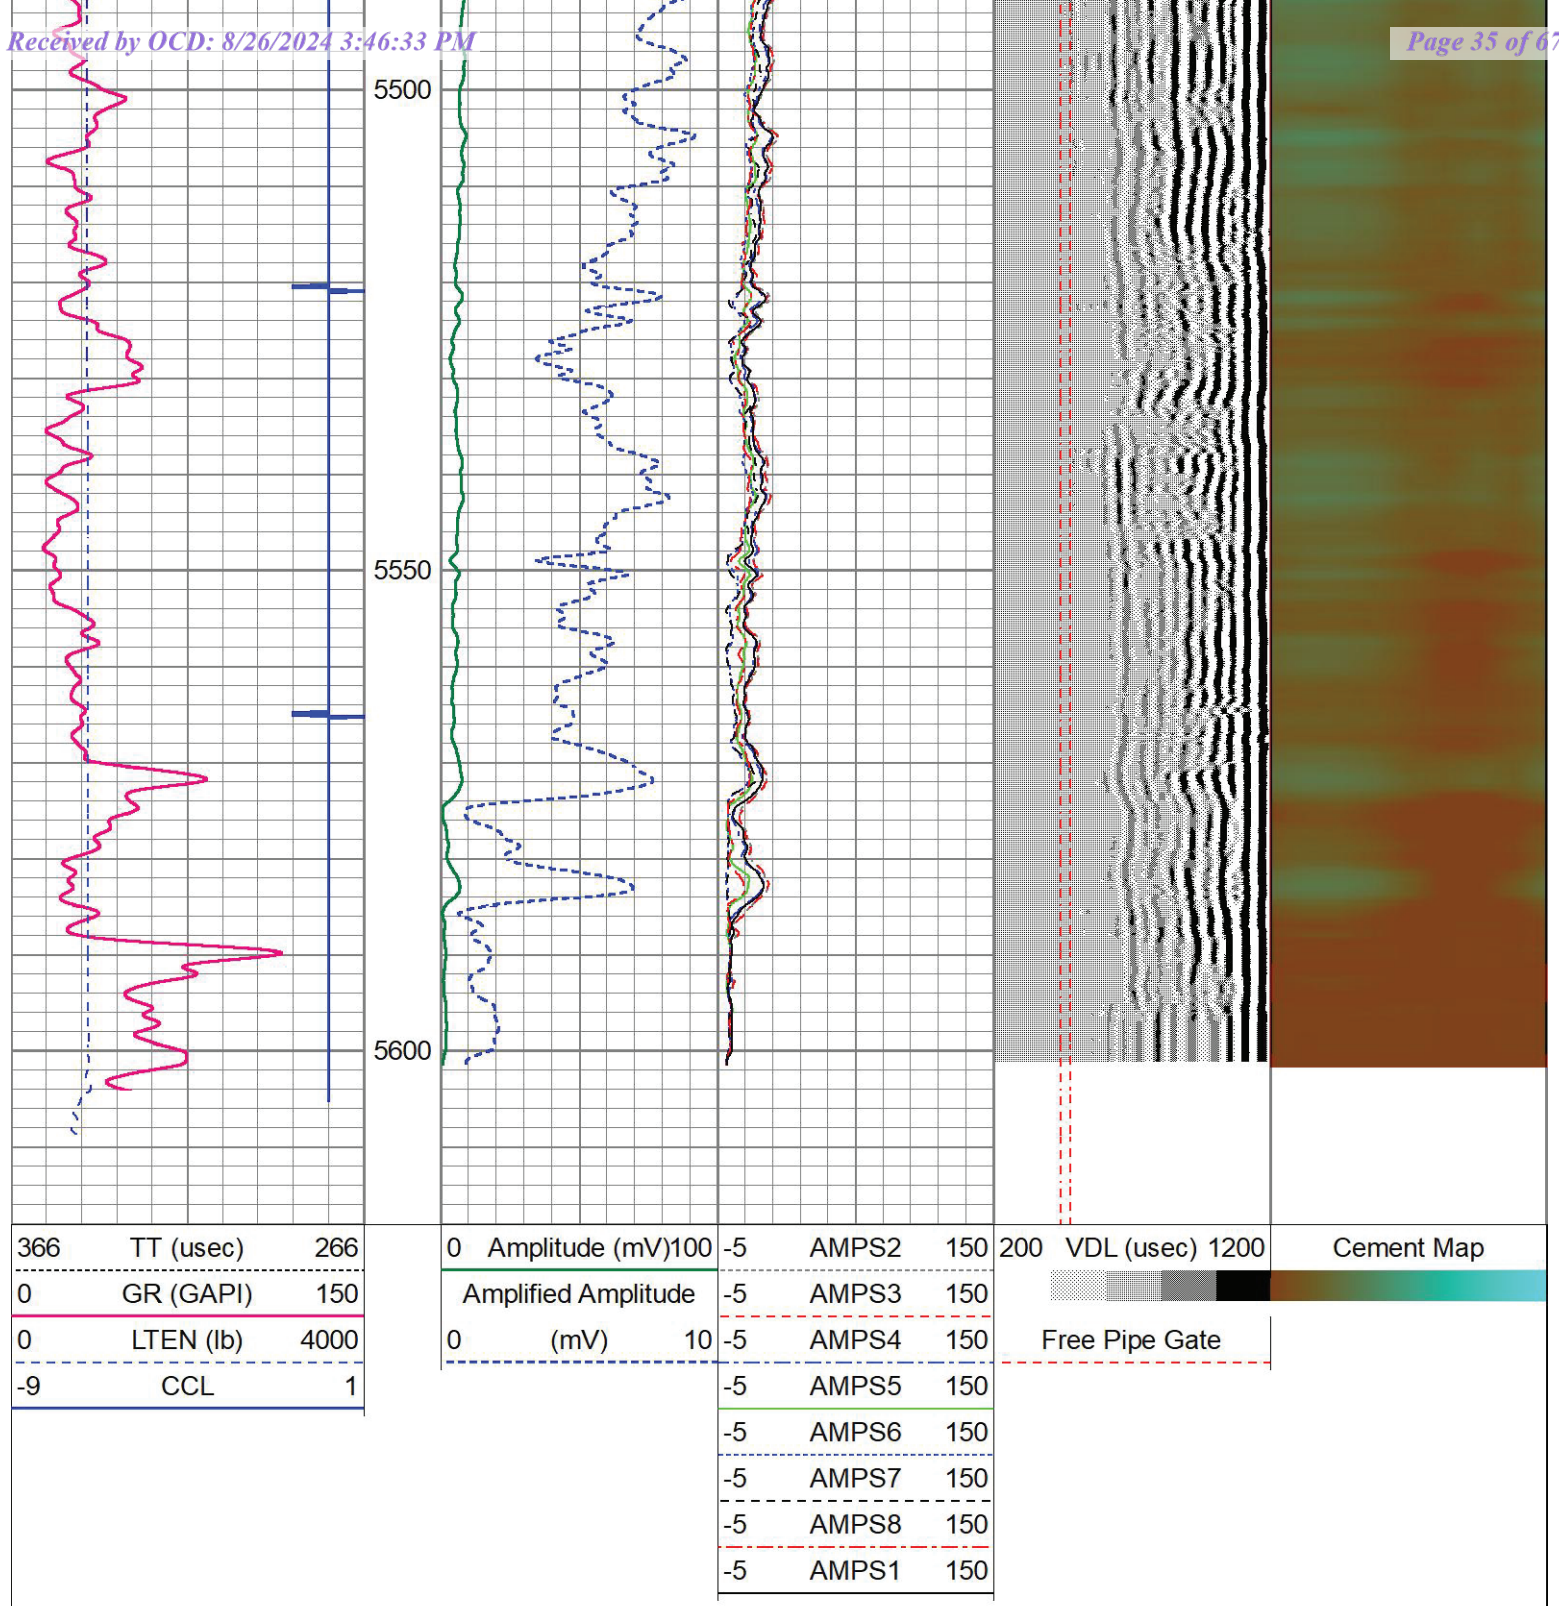 Received by OCD: 8/26/2024 3:46:33 PM
Page 35 of 67
5500
5550
5600
366 TT (usec) 266
0 GR (GAPI) 150
0 LTEN (lb) 4000
-9 CCL 1
0 Amplitude (mV) 100
Amplified Amplitude
0 (mV) 10
-5 AMPS2 150
-5 AMPS3 150
-5 AMPS4 150
-5 AMPS5 150
-5 AMPS6 150
-5 AMPS7 150
-5 AMPS8 150
-5 AMPS1 150
200 VDL (usec) 1200
Free Pipe Gate
Cement Map